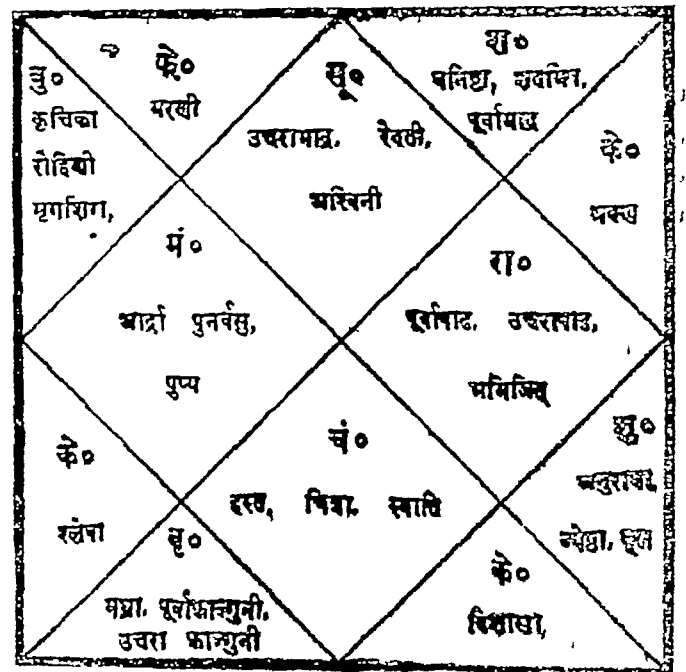 सू०
उत्तराभाद्र. रेवती,
अश्विनी
के०
भरणी
बु०
कृत्तिका
रोहिणी
मृगशिरा,
मं०
आर्द्रा पुनर्वसु,
पुष्य
के०
श्लेषा
बृ०
मघा. पूर्वाफाल्गुनी.
उत्तरा फाल्गुनी
चं०
हस्त, चित्रा. स्वाति
के०
विशाखा,
शु०
अनुराधा,
ज्येष्ठा, मूल
रा०
पूर्वाषाढ. उत्तराषाढ,
अभिजित्
के०
श्रवण
श०
धनिष्ठा, शतभिषा,
पूर्वाभाद्र